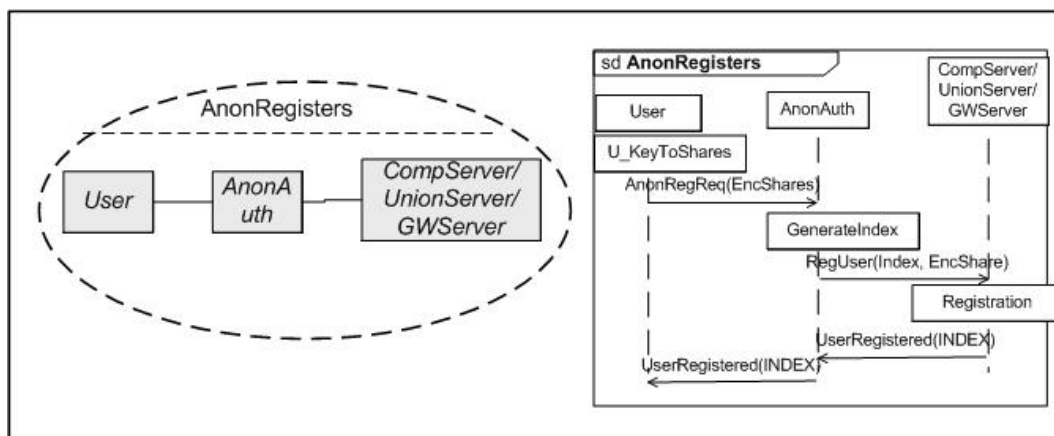 AnonRegisters
User
AnonA
uth
CompServer/
UnionServer/
GWServer
sd AnonRegisters
User
AnonAuth
CompServer/
UnionServer/
GWServer
U_KeyToShares
AnonRegReq(EncShares)
GenerateIndex
RegUser(Index, EncShare)
Registration
UserRegistered(INDEX)
UserRegistered(INDEX)